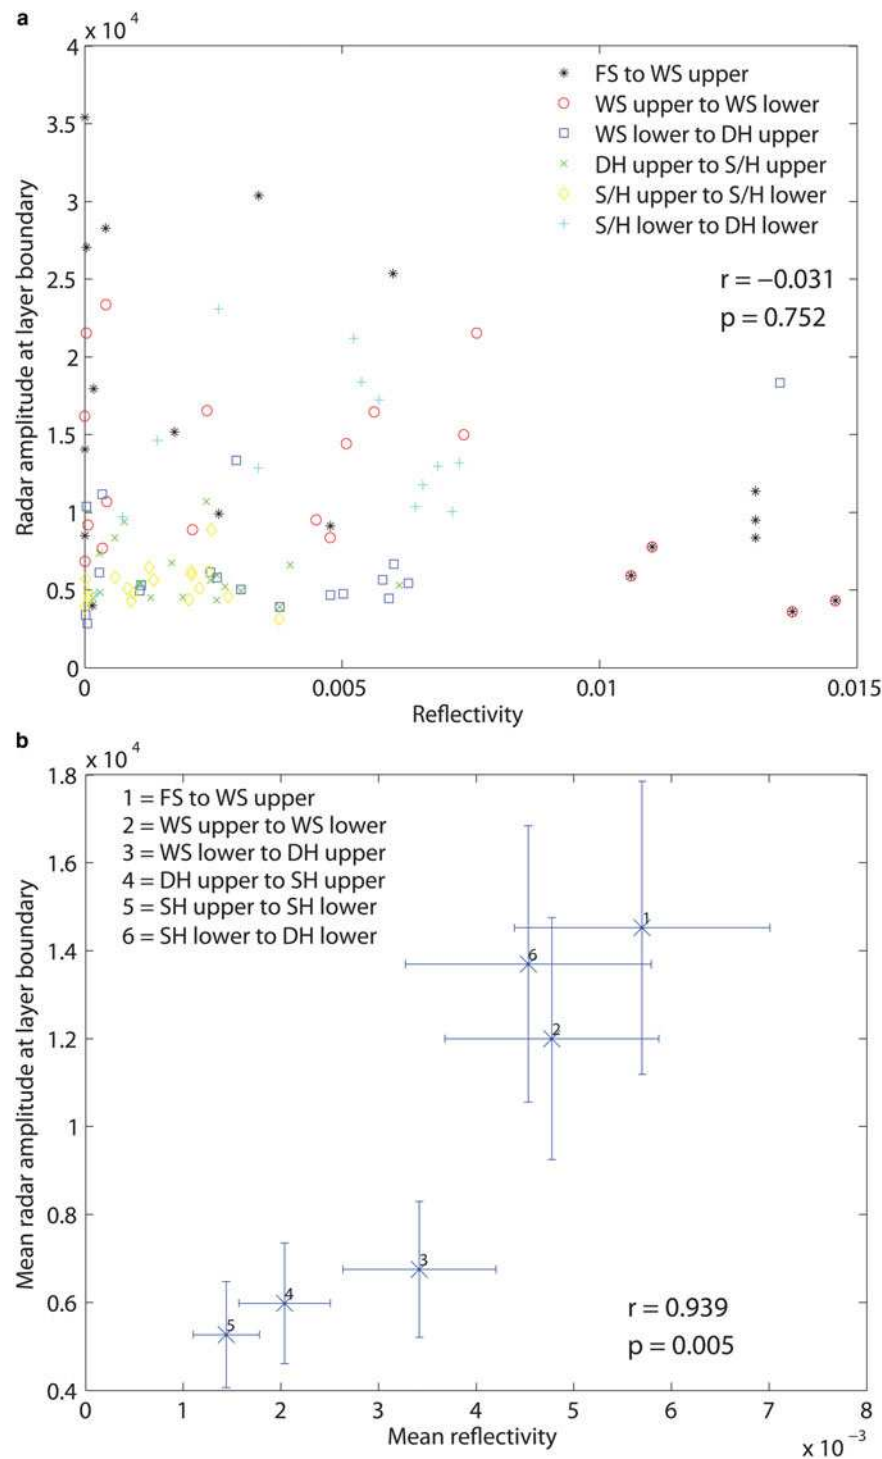 a
x 10^4
4
3.5
3
2.5
2
1.5
1
0.5
0
Radar amplitude at layer boundary
FS to WS upper
WS upper to WS lower
WS lower to DH upper
DH upper to S/H upper
S/H upper to S/H lower
S/H lower to DH lower
r = −0.031
p = 0.752
0 0.005 0.01 0.015
Reflectivity
b
x 10^4
1.8
1.6
1.4
1.2
1
0.8
0.6
0.4
Mean radar amplitude at layer boundary
1 = FS to WS upper
2 = WS upper to WS lower
3 = WS lower to DH upper
4 = DH upper to SH upper
5 = SH upper to SH lower
6 = SH lower to DH lower
1
6
2
3
4
5
r = 0.939
p = 0.005
0 1 2 3 4 5 6 7 8
Mean reflectivity
x 10^−3